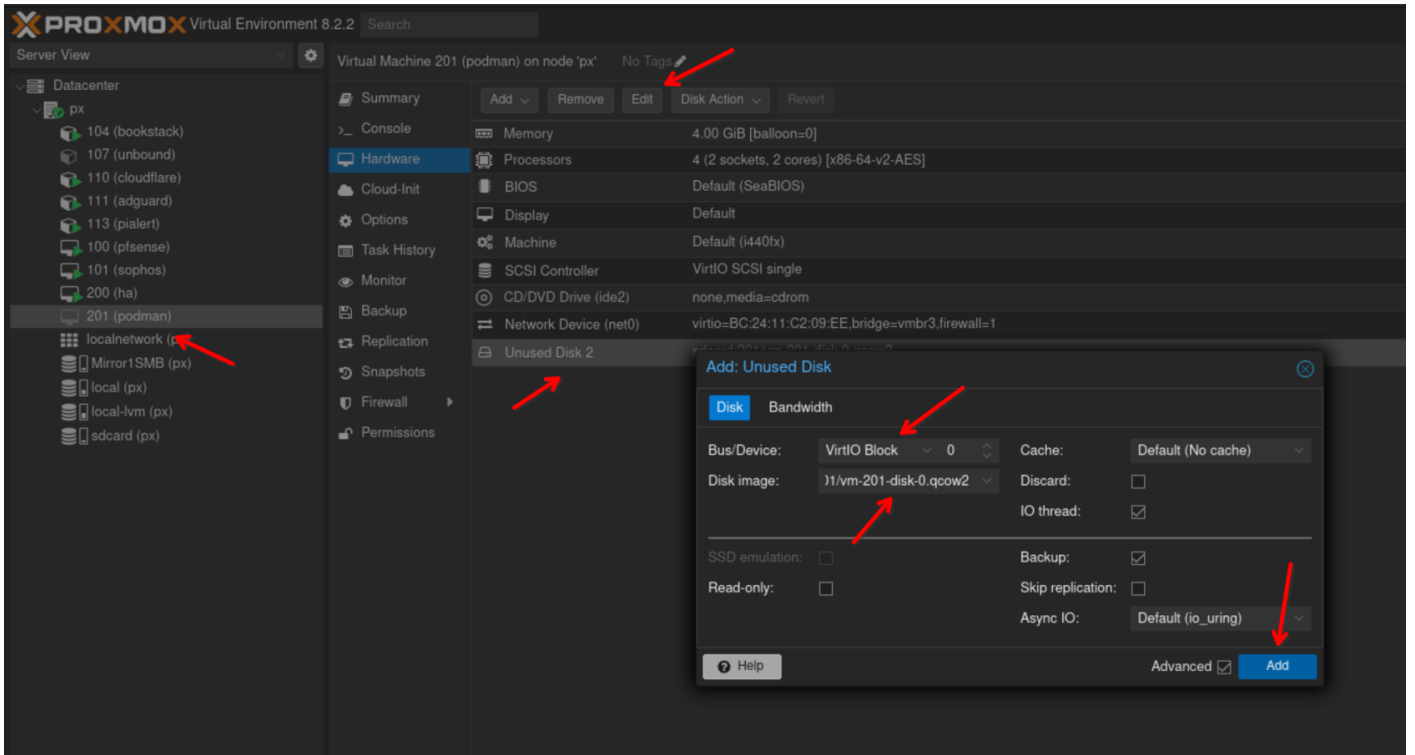 PROXMOX Virtual Environment 8.2.2 Search
Server View
Datacenter
px
104 (bookstack)
107 (unbound)
110 (cloudflare)
111 (adguard)
113 (pialert)
100 (pfsense)
101 (sophos)
200 (ha)
201 (podman)
localnetwork
Mirror1SMB (px)
local (px)
local-lvm (px)
sdcard (px)
Virtual Machine 201 (podman) on node 'px' No Tags
Summary
Console
Hardware
Cloud-Init
Options
Task History
Monitor
Backup
Replication
Snapshots
Firewall
Permissions
Add Remove Edit Disk Action Revert
Memory 4.00 GiB [balloon=0]
Processors 4 (2 sockets, 2 cores) [x86-64-v2-AES]
BIOS Default (SeaBIOS)
Display Default
Machine Default (i440fx)
SCSI Controller VirtIO SCSI single
CD/DVD Drive (ide2) none,media=cdrom
Network Device (net0) virtio=BC:24:11:C2:09:EE,bridge=vmbr3,firewall=1
Unused Disk 2
Add: Unused Disk
Disk Bandwidth
Bus/Device: VirtIO Block 0 Cache: Default (No cache)
Disk image: 1/vm-201-disk-0.qcow2 Discard:
IO thread:
SSD emulation: Backup:
Read-only: Skip replication:
Async IO: Default (io_uring)
Help Advanced Add